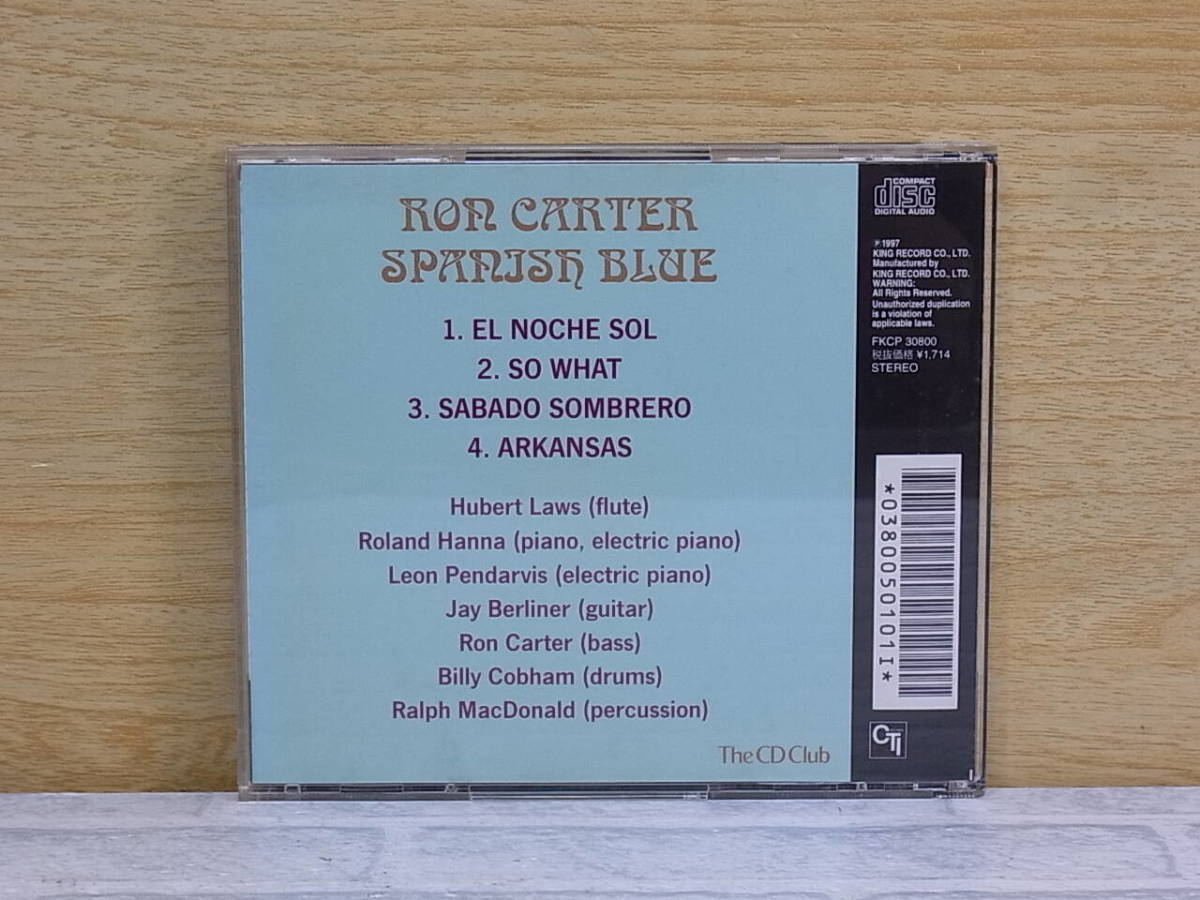 RON CARTER
SPANISH BLUE
1. EL NOCHE SOL
2. SO WHAT
3. SABADO SOMBRERO
4. ARKANSAS
Hubert Laws (flute)
Roland Hanna (piano, electric piano)
Leon Pendarvis (electric piano)
Jay Berliner (guitar)
Ron Carter (bass)
Billy Cobham (drums)
Ralph MacDonald (percussion)
The CD Club
COMPACT
disc
DIGITAL AUDIO
℗ 1997
KING RECORD CO., LTD.
Manufactured by
KING RECORD CO., LTD.
WARNING:
All Rights Reserved.
Unauthorized duplication
is a violation of
applicable laws.
FKCP 30800
税抜価格 ¥1,714
STEREO
*0380050101I*
CTI